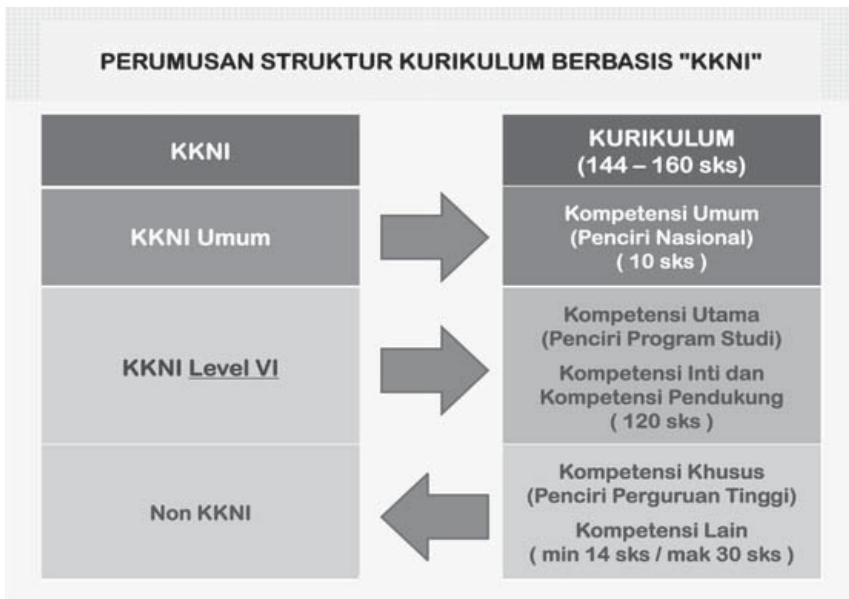 PERUMUSAN STRUKTUR KURIKULUM BERBASIS "KKNI"
KKNI
KURIKULUM
(144 – 160 sks)
KKNI Umum
Kompetensi Umum
(Penciri Nasional)
( 10 sks )
KKNI Level VI
Kompetensi Utama
(Penciri Program Studi)
Kompetensi Inti dan
Kompetensi Pendukung
( 120 sks )
Non KKNI
Kompetensi Khusus
(Penciri Perguruan Tinggi)
Kompetensi Lain
( min 14 sks / mak 30 sks )